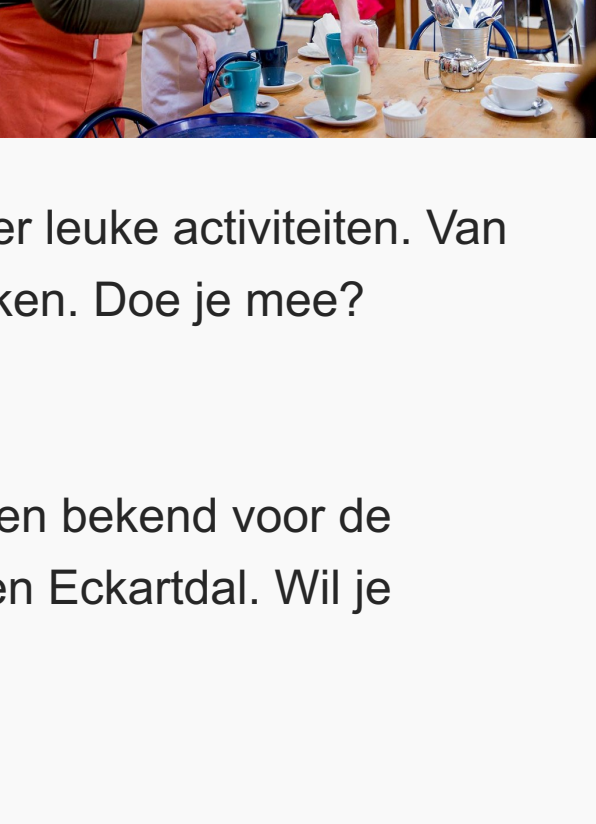 er leuke activiteiten. Van
ken. Doe je mee?
en bekend voor de
en Eckartdal. Wil je